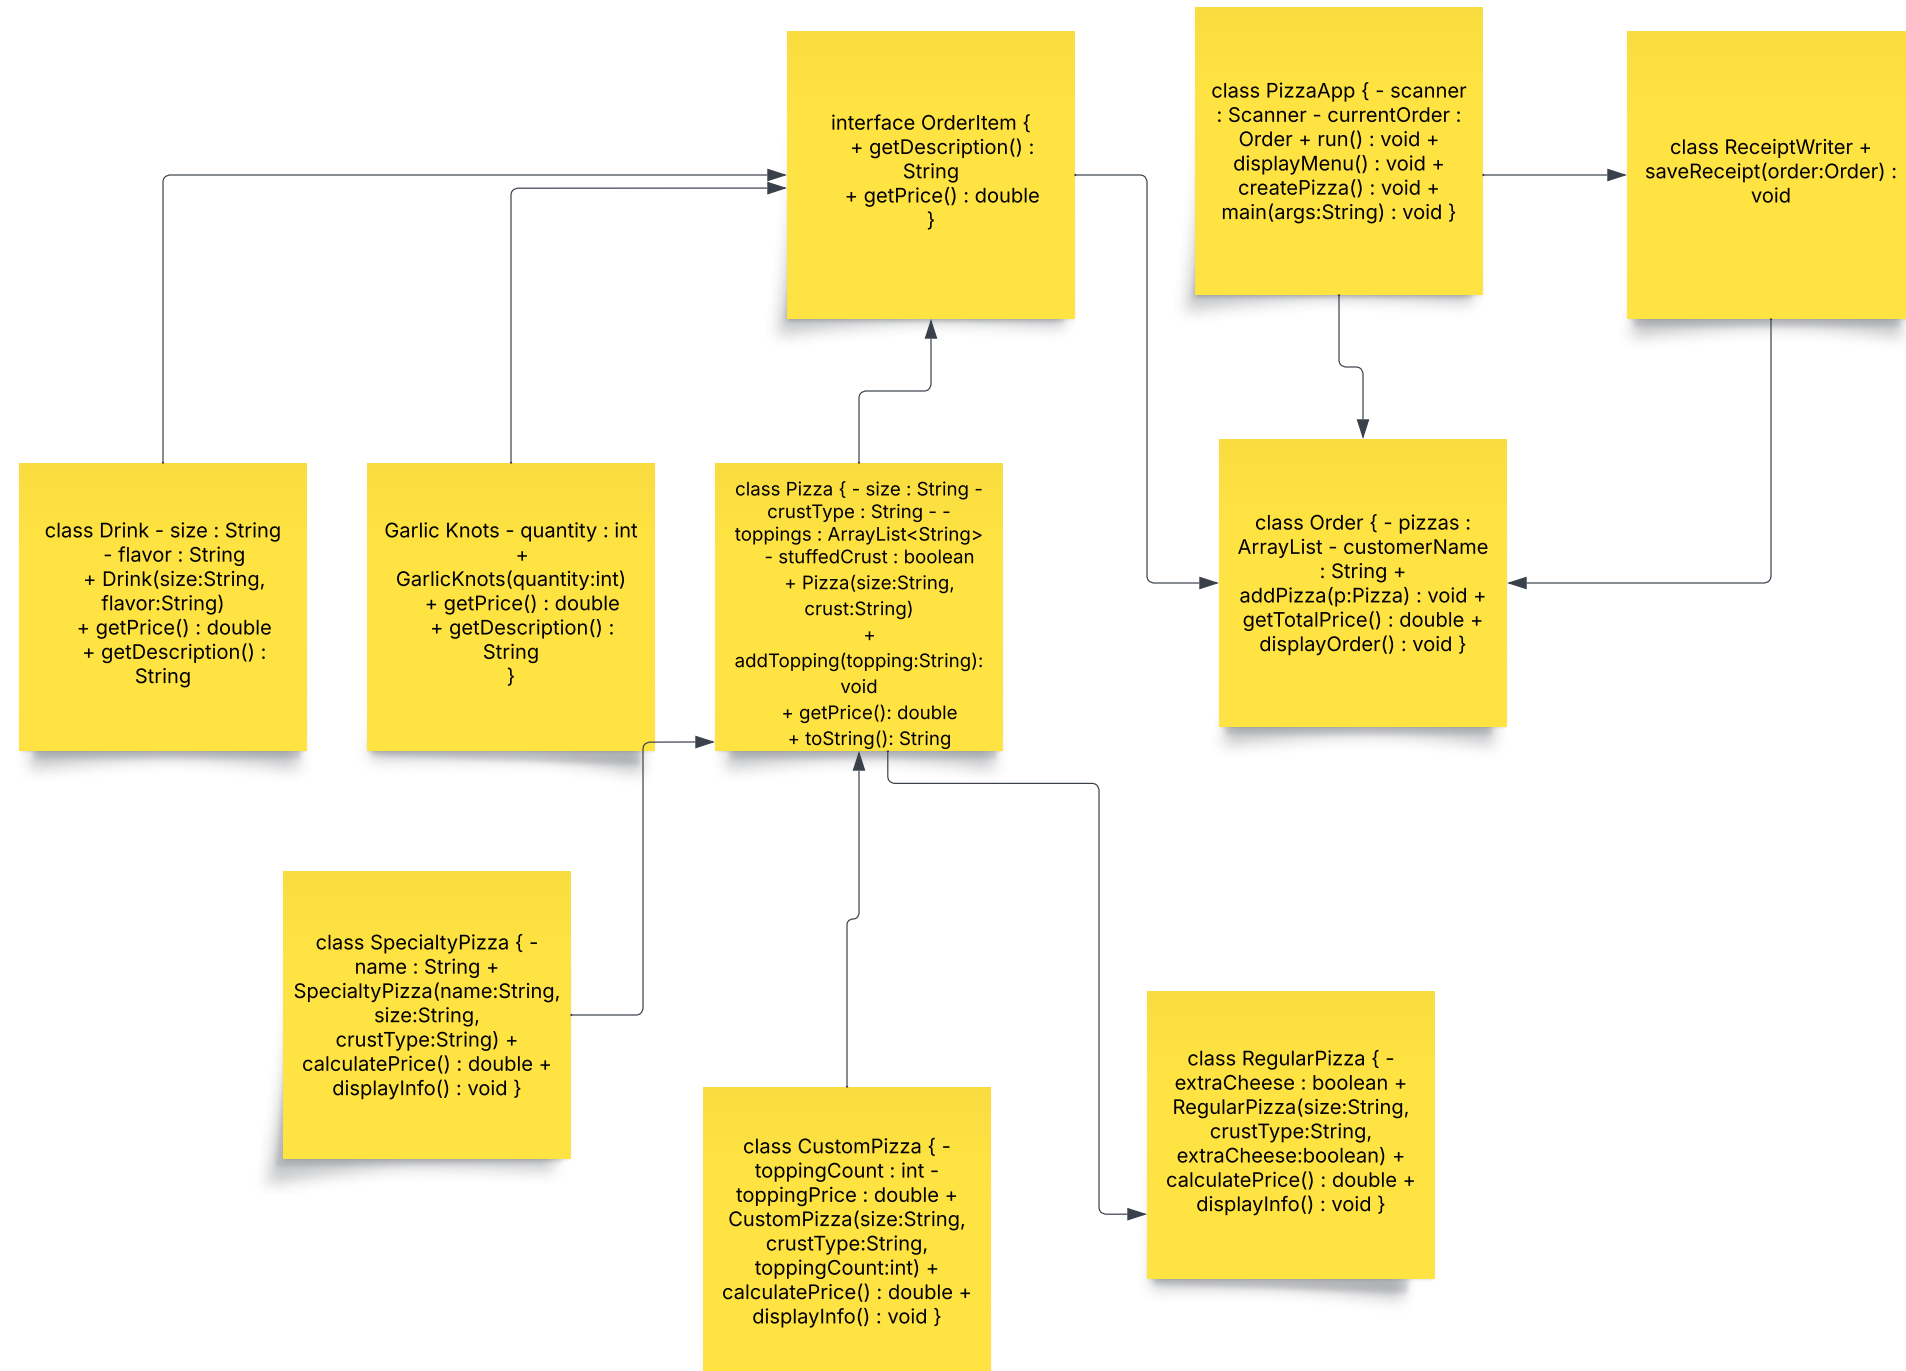 interface OrderItem {
+ getDescription() :
String
+ getPrice() : double
}
class PizzaApp { - scanner
: Scanner - currentOrder :
Order + run() : void +
displayMenu() : void +
createPizza() : void +
main(args:String) : void }
class ReceiptWriter +
saveReceipt(order:Order) :
void
class Drink - size : String
- flavor : String
+ Drink(size:String,
flavor:String)
+ getPrice() : double
+ getDescription() :
String
Garlic Knots - quantity : int
+
GarlicKnots(quantity:int)
+ getPrice() : double
+ getDescription() :
String
}
class Pizza { - size : String -
crustType : String - -
toppings : ArrayList<String>
- stuffedCrust : boolean
+ Pizza(size:String,
crust:String)
+
addTopping(topping:String):
void
+ getPrice(): double
+ toString(): String
class Order { - pizzas :
ArrayList - customerName
: String +
addPizza(p:Pizza) : void +
getTotalPrice() : double +
displayOrder() : void }
class SpecialtyPizza { -
name : String +
SpecialtyPizza(name:String,
size:String,
crustType:String) +
calculatePrice() : double +
displayInfo() : void }
class CustomPizza { -
toppingCount : int -
toppingPrice : double +
CustomPizza(size:String,
crustType:String,
toppingCount:int) +
calculatePrice() : double +
displayInfo() : void }
class RegularPizza { -
extraCheese : boolean +
RegularPizza(size:String,
crustType:String,
extraCheese:boolean) +
calculatePrice() : double +
displayInfo() : void }